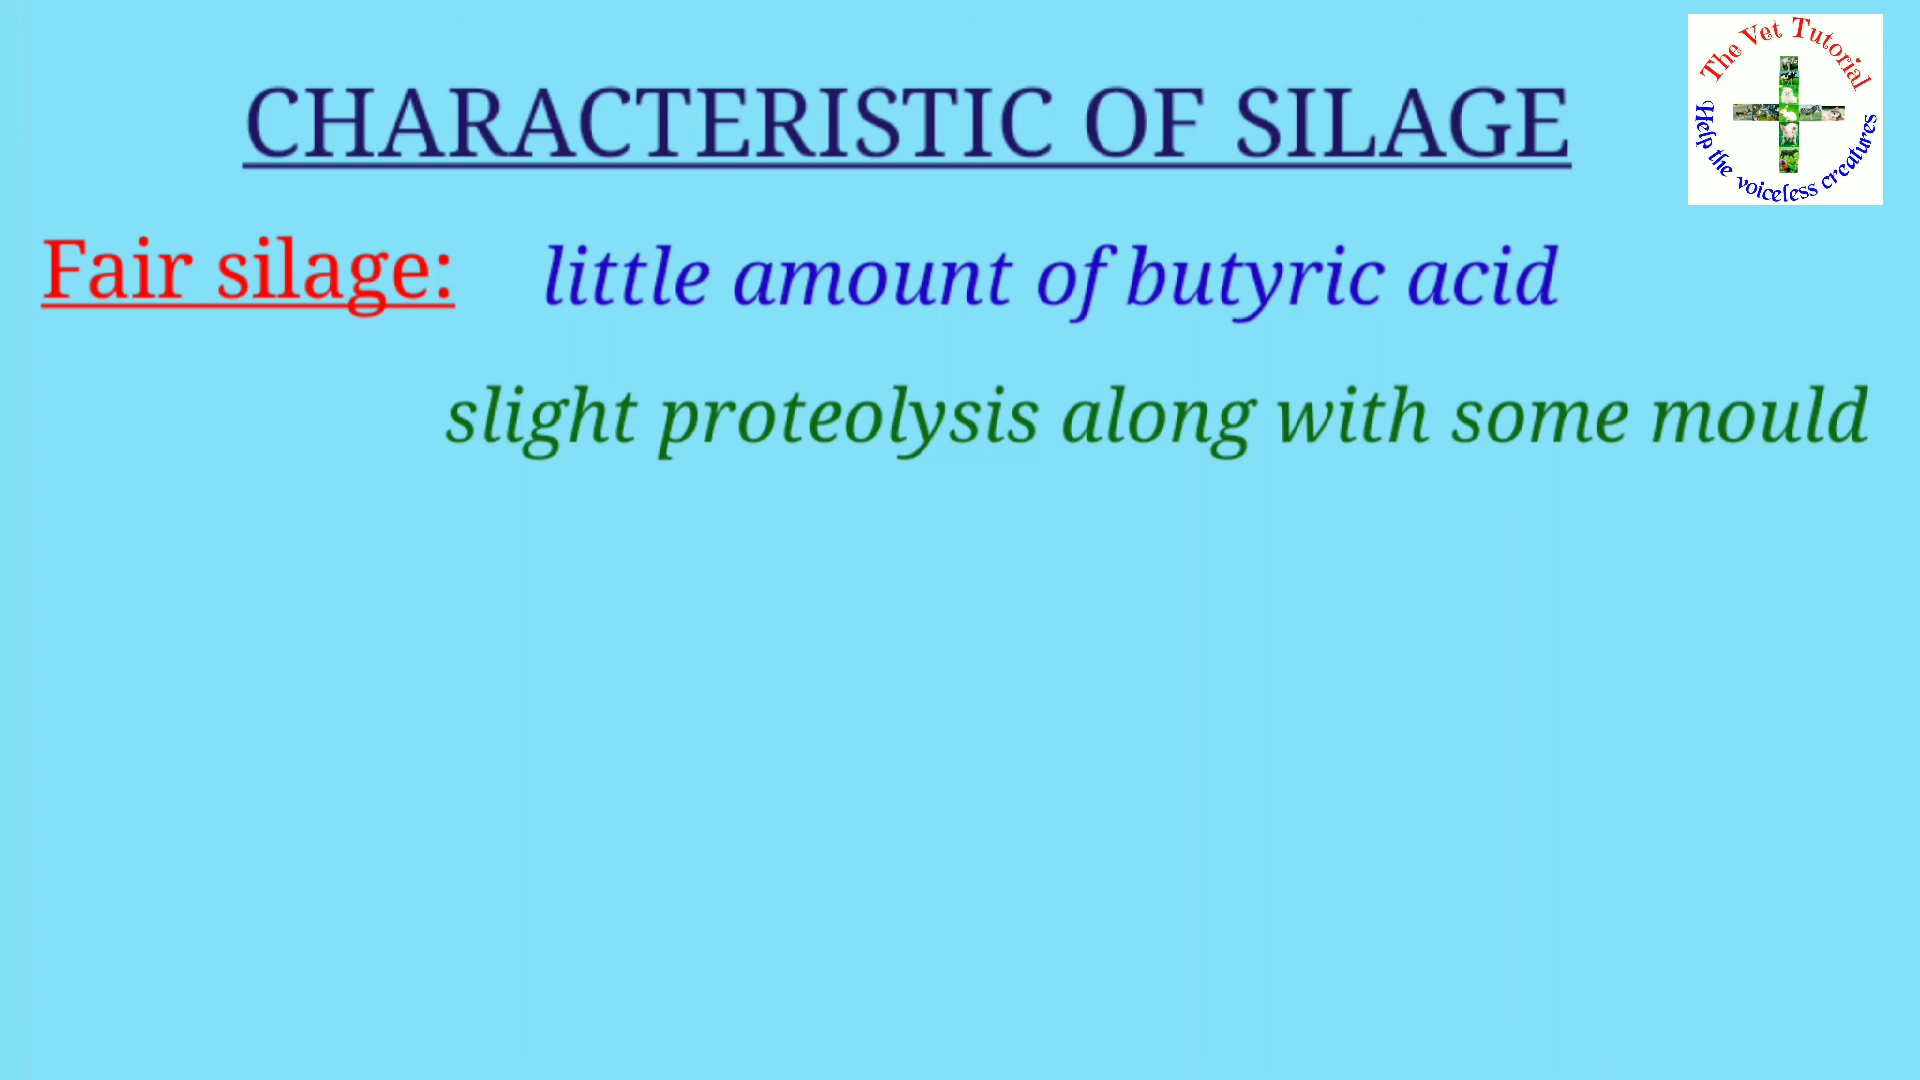 The Vet Tutorial
CHARACTERISTIC OF SILAGE
Help the voiceless creatures
Fair silage: little amount of butyric acid
slight proteolysis along with some mould